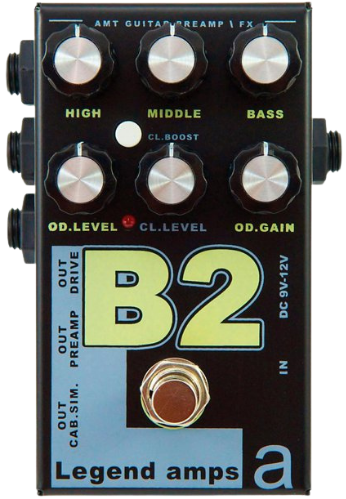 AMT GUITAR PREAMP \ FX
HIGH
MIDDLE
BASS
CL.BOOST
OD.LEVEL
CL.LEVEL
OD.GAIN
OUT
DRIVE
B2
DC 9V-12V
OUT
PREAMP
IN
OUT
CAB.SIM.
Legend amps
a